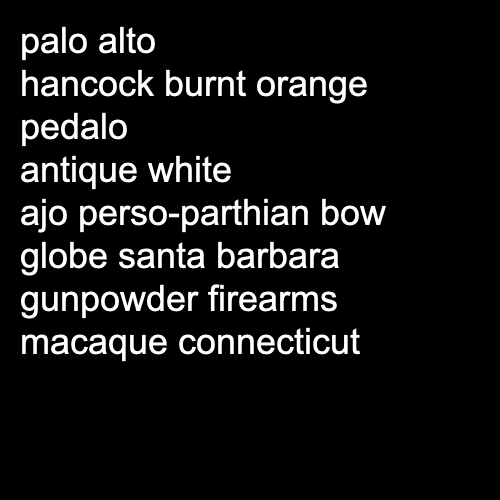 palo alto
hancock burnt orange
pedalo
antique white
ajo perso-parthian bow
globe santa barbara
gunpowder firearms
macaque connecticut